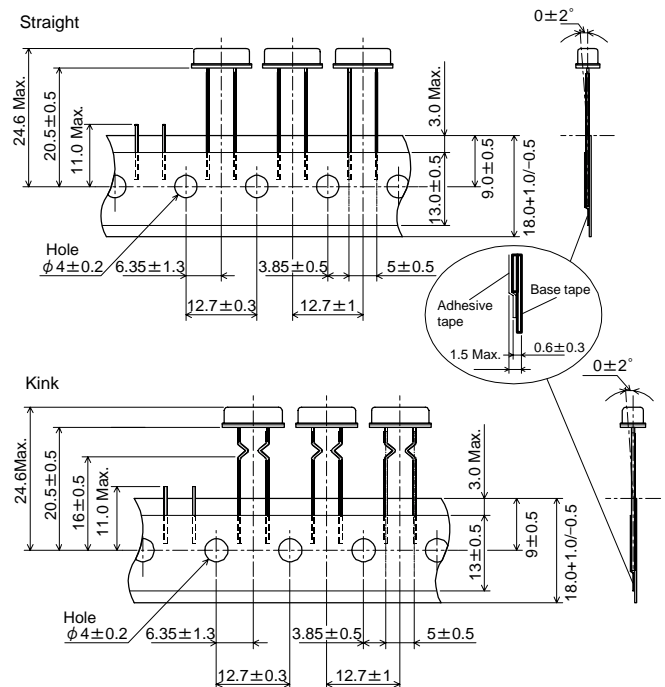 Straight
0±2°
24.6 Max.
20.5±0.5
11.0 Max.
3.0 Max.
13.0±0.5
9.0±0.5
18.0+1.0/−0.5
Hole
ϕ4±0.2
6.35±1.3
3.85±0.5
5±0.5
12.7±0.3
12.7±1
Adhesive
tape
Base tape
1.5 Max.
0.6±0.3
Kink
0±2°
24.6Max.
20.5±0.5
16±0.5
11.0 Max.
3.0 Max.
13±0.5
9±0.5
18.0+1.0/−0.5
Hole
ϕ4±0.2
6.35±1.3
3.85±0.5
5±0.5
12.7±0.3
12.7±1